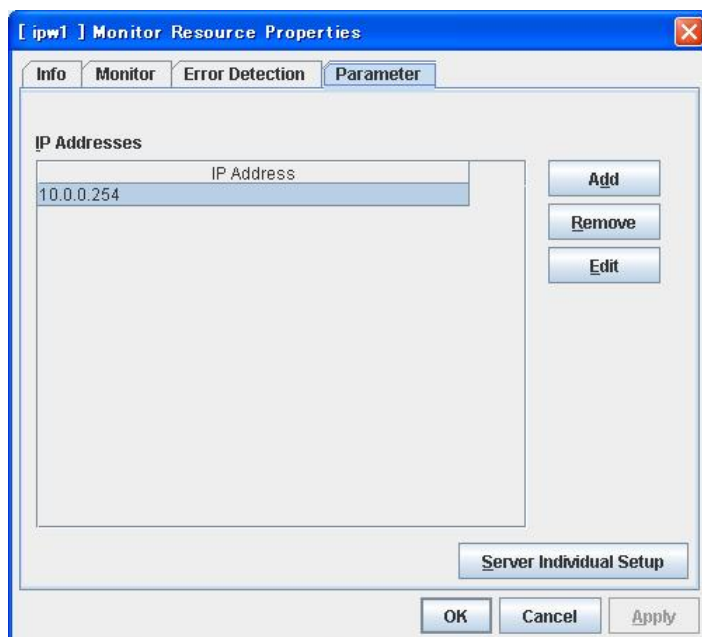 [ ipw1 ] Monitor Resource Properties
Info Monitor Error Detection Parameter
IP Addresses
IP Address
10.0.0.254
Add
Remove
Edit
Server Individual Setup
OK Cancel Apply